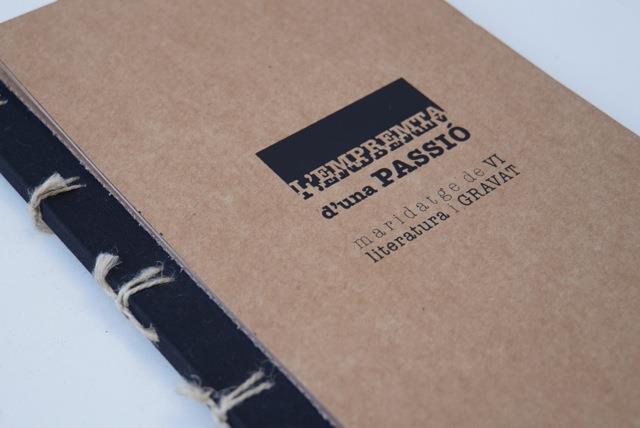 L'EMPREMTA
d'una PASSIÓ
maridatge de VI
literatura i GRAVAT